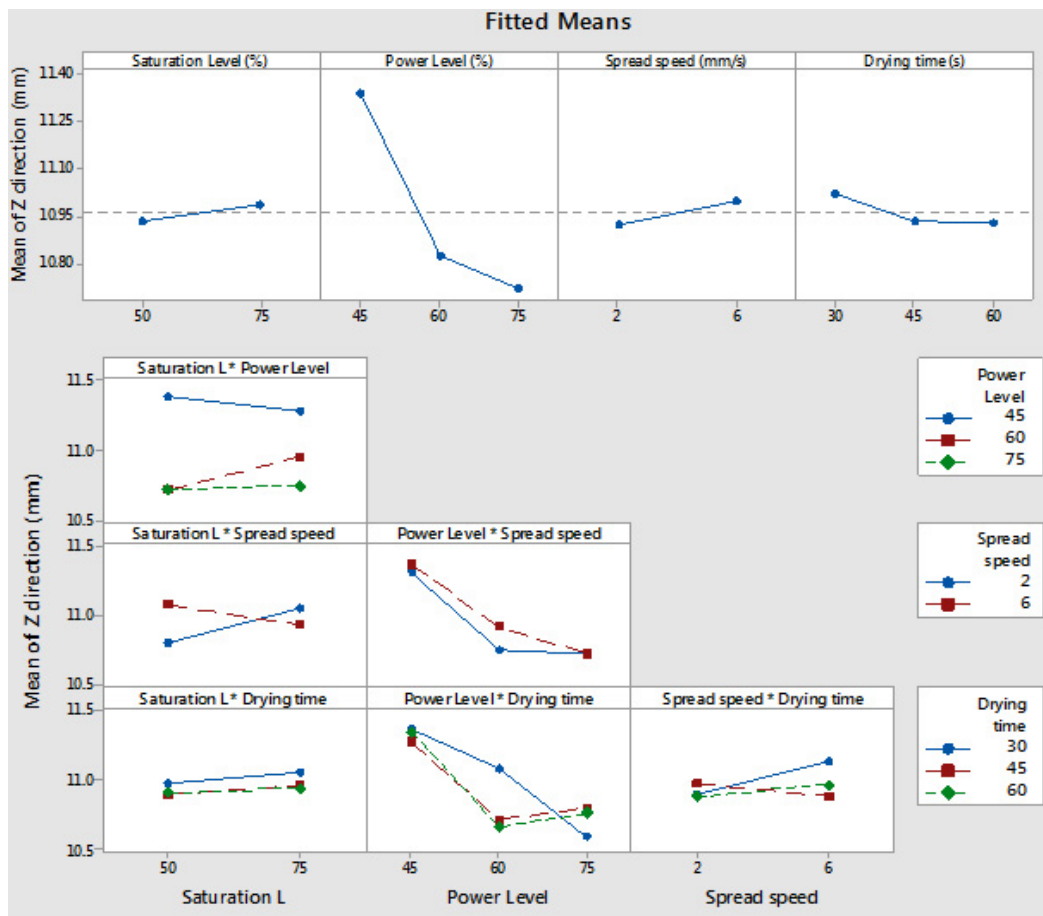 Fitted Means
Saturation Level (%) Power Level (%) Spread speed (mm/s) Drying time (s)
Mean of Z direction (mm)
11.40
11.25
11.10
10.95
10.80
50 75 45 60 75 2 6 30 45 60
Saturation L * Power Level
11.5
11.0
10.5
Power
Level
45
60
75
Mean of Z direction (mm)
Saturation L * Spread speed Power Level * Spread speed
11.5
11.0
10.5
Spread
speed
2
6
Saturation L * Drying time Power Level * Drying time Spread speed * Drying time
11.5
11.0
10.5
Drying
time
30
45
60
50 75 45 60 75 2 6
Saturation L Power Level Spread speed